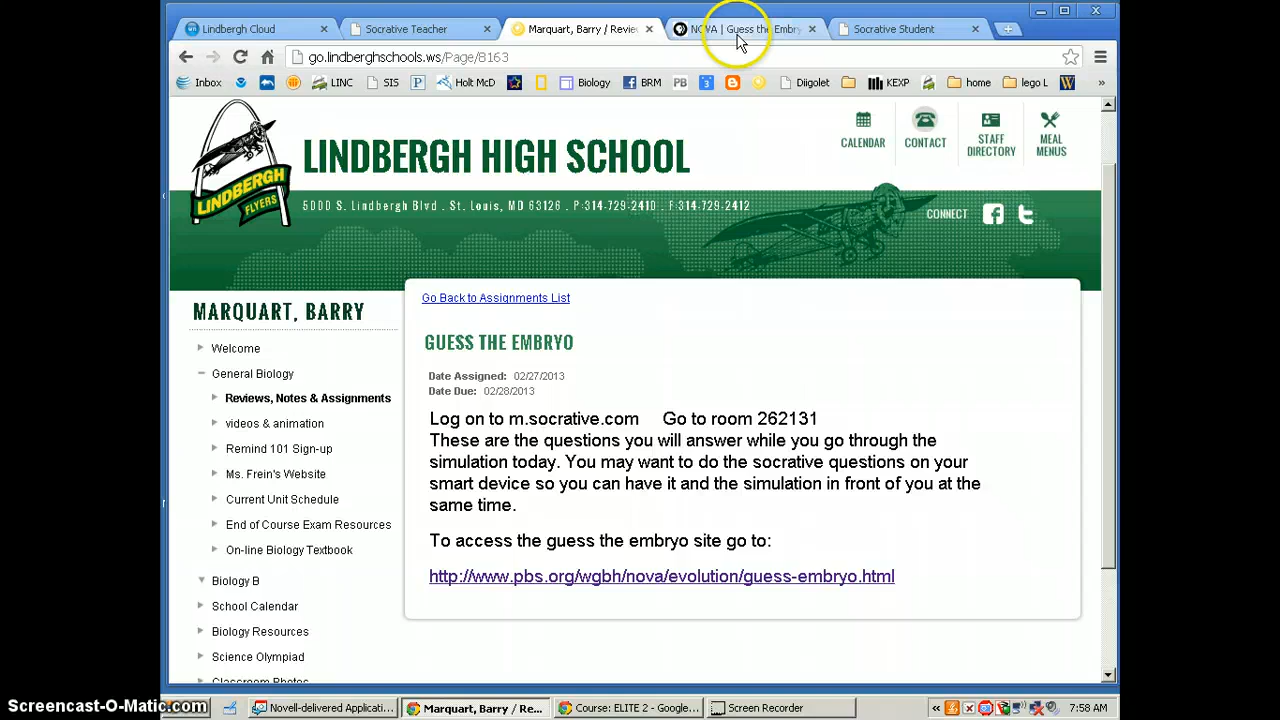 Lindbergh Cloud
Socrative Teacher
Marquart, Barry / Revie
NOVA | Guess the Embry
Socrative Student
go.lindberghschools.ws/Page/8163
Inbox
LINC
SIS
P
Holt McD
Biology
BRM
PB
3
Diigolet
KEXP
home
lego L
W
»
LINDBERGH
FLYERS
LINDBERGH HIGH SCHOOL
CALENDAR
CONTACT
STAFF
DIRECTORY
MEAL
MENUS
5000 S. Lindbergh Blvd . St. Louis, MO 63126 . P:314-729-2410 . F:314-729-2412
CONNECT
MARQUART, BARRY
Welcome
General Biology
Reviews, Notes & Assignments
videos & animation
Remind 101 Sign-up
Ms. Frein's Website
Current Unit Schedule
End of Course Exam Resources
On-line Biology Textbook
Biology B
School Calendar
Biology Resources
Science Olympiad
Classroom Photos
Go Back to Assignments List
GUESS THE EMBRYO
Date Assigned: 02/27/2013
Date Due: 02/28/2013
Log on to m.socrative.com Go to room 262131
These are the questions you will answer while you go through the
simulation today. You may want to do the socrative questions on your
smart device so you can have it and the simulation in front of you at the
same time.
To access the guess the embryo site go to:
http://www.pbs.org/wgbh/nova/evolution/guess-embryo.html
Screencast-O-Matic.com
Novell-delivered Applicati...
Marquart, Barry / Re...
Course: ELITE 2 - Google...
Screen Recorder
«
7:58 AM